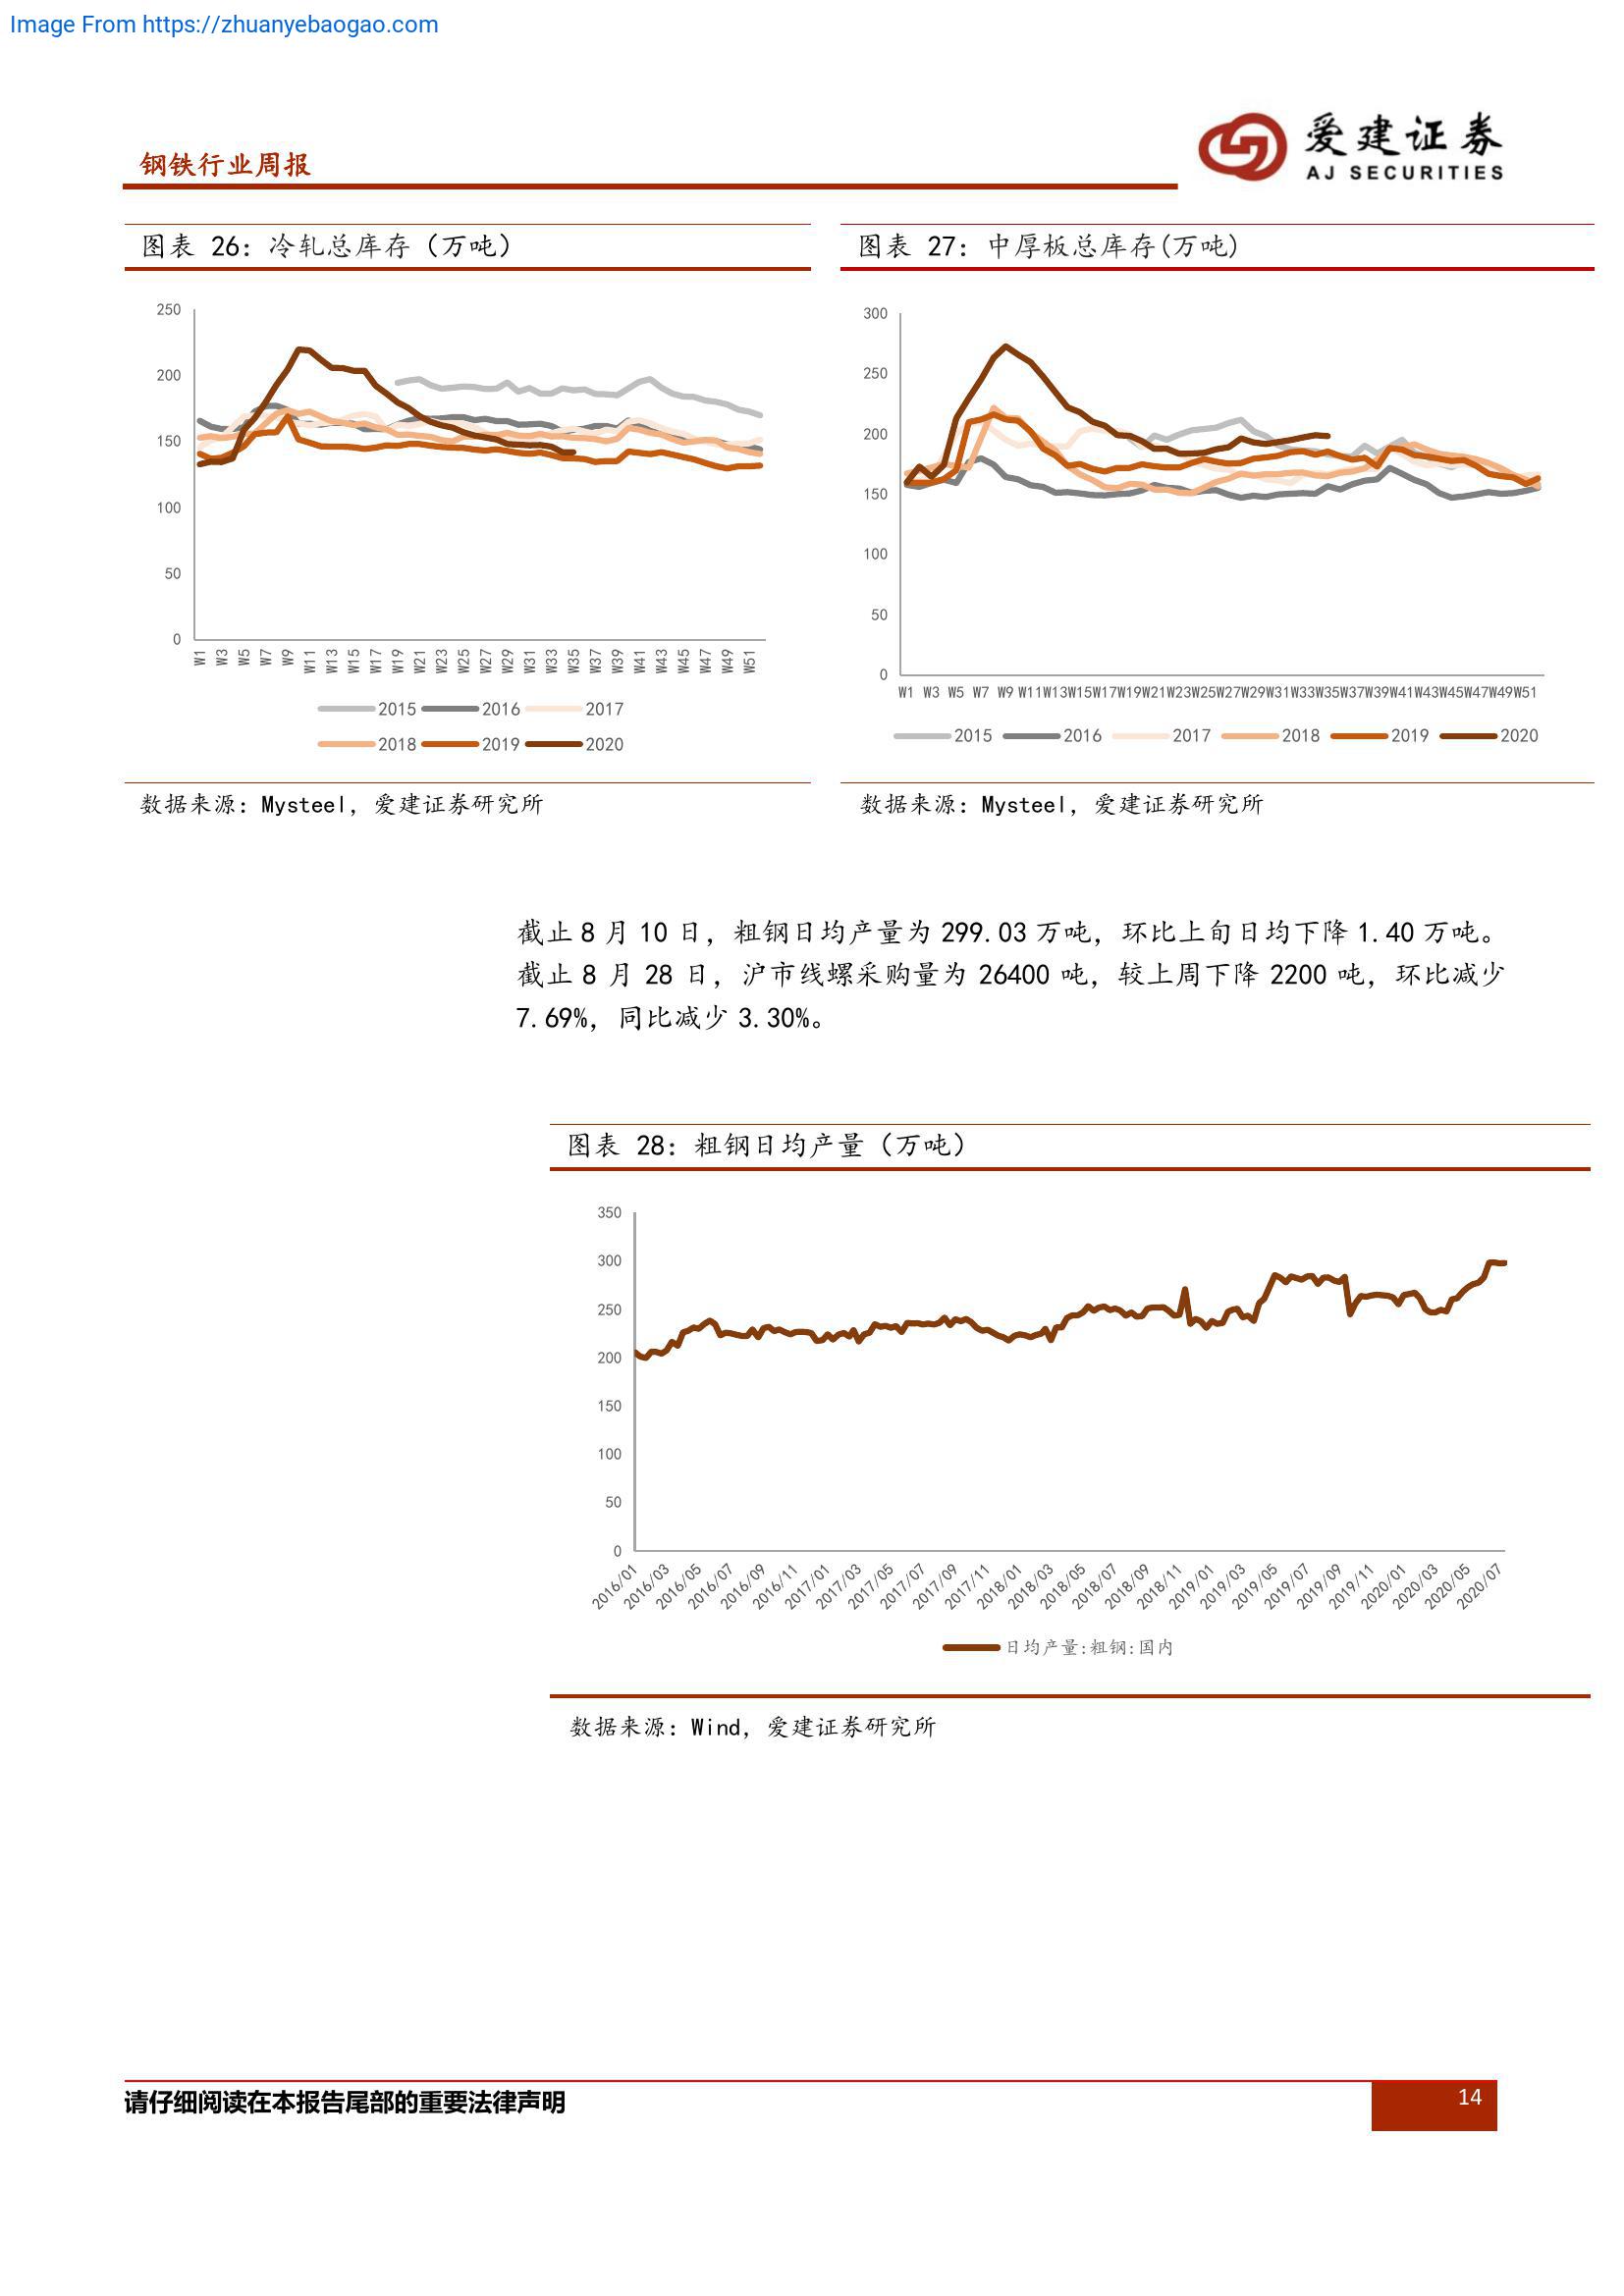 Image From https://zhuanyebaogao.com
爱建证券
AJ SECURITIES
钢铁行业周报
图表 26：冷轧总库存（万吨）
250
200
150
100
50
0
W1 W3 W5 W7 W9 W11 W13 W15 W17 W19 W21 W23 W25 W27 W29 W31 W33 W35 W37 W39 W41 W43 W45 W47 W49 W51
2015 2016 2017
2018 2019 2020
数据来源：Mysteel，爱建证券研究所
图表 27：中厚板总库存(万吨)
300
250
200
150
100
50
0
W1 W3 W5 W7 W9 W11W13W15W17W19W21W23W25W27W29W31W33W35W37W39W41W43W45W47W49W51
2015 2016 2017 2018 2019 2020
数据来源：Mysteel，爱建证券研究所
截止 8 月 10 日，粗钢日均产量为 299.03 万吨，环比上旬日均下降 1.40 万吨。
截止 8 月 28 日，沪市线螺采购量为 26400 吨，较上周下降 2200 吨，环比减少
7.69%，同比减少 3.30%。
图表 28：粗钢日均产量（万吨）
350
300
250
200
150
100
50
0
2016/01 2016/03 2016/05 2016/07 2016/09 2016/11 2017/01 2017/03 2017/05 2017/07 2017/09 2017/11 2018/01 2018/03 2018/05 2018/07 2018/09 2018/11 2019/01 2019/03 2019/05 2019/07 2019/09 2019/11 2020/01 2020/03 2020/05 2020/07
日均产量:粗钢:国内
数据来源：Wind，爱建证券研究所
请仔细阅读在本报告尾部的重要法律声明
14